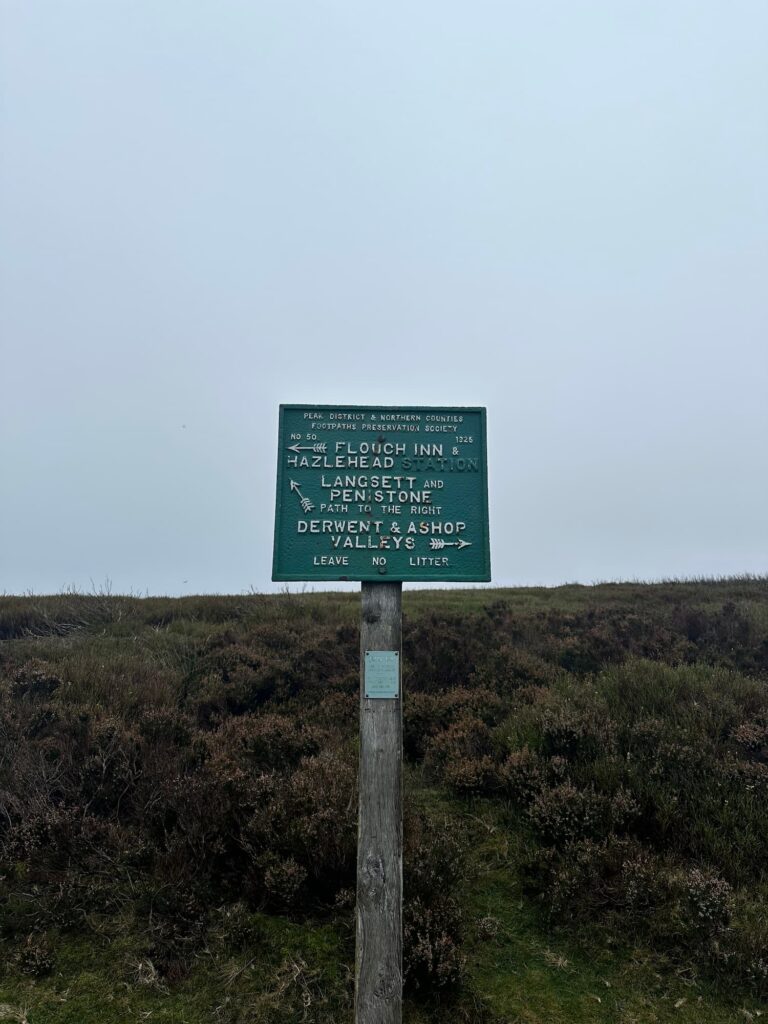 PEAK DISTRICT & NORTHERN COUNTIES
FOOTPATHS PRESERVATION SOCIETY
NO 50. 1925
FLOUCH INN &
HAZLEHEAD STATION
LANGSETT AND
PENISTONE
PATH TO THE RIGHT
DERWENT & ASHOP
VALLEYS
LEAVE NO LITTER.